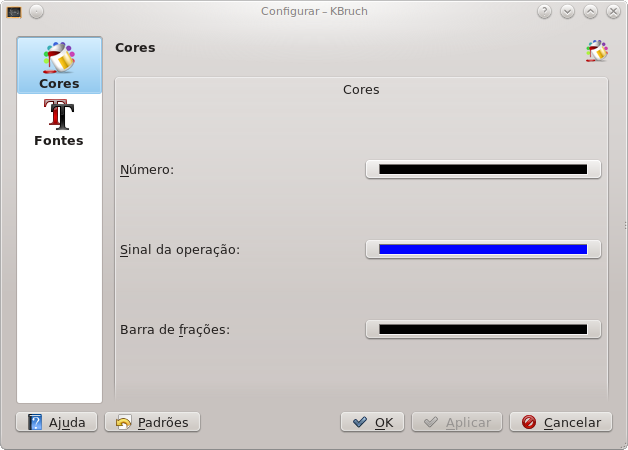 Configurar – KBruch
Cores
Fontes
Cores
Cores
Número:
Sinal da operação:
Barra de frações:
Ajuda
Padrões
OK
Aplicar
Cancelar